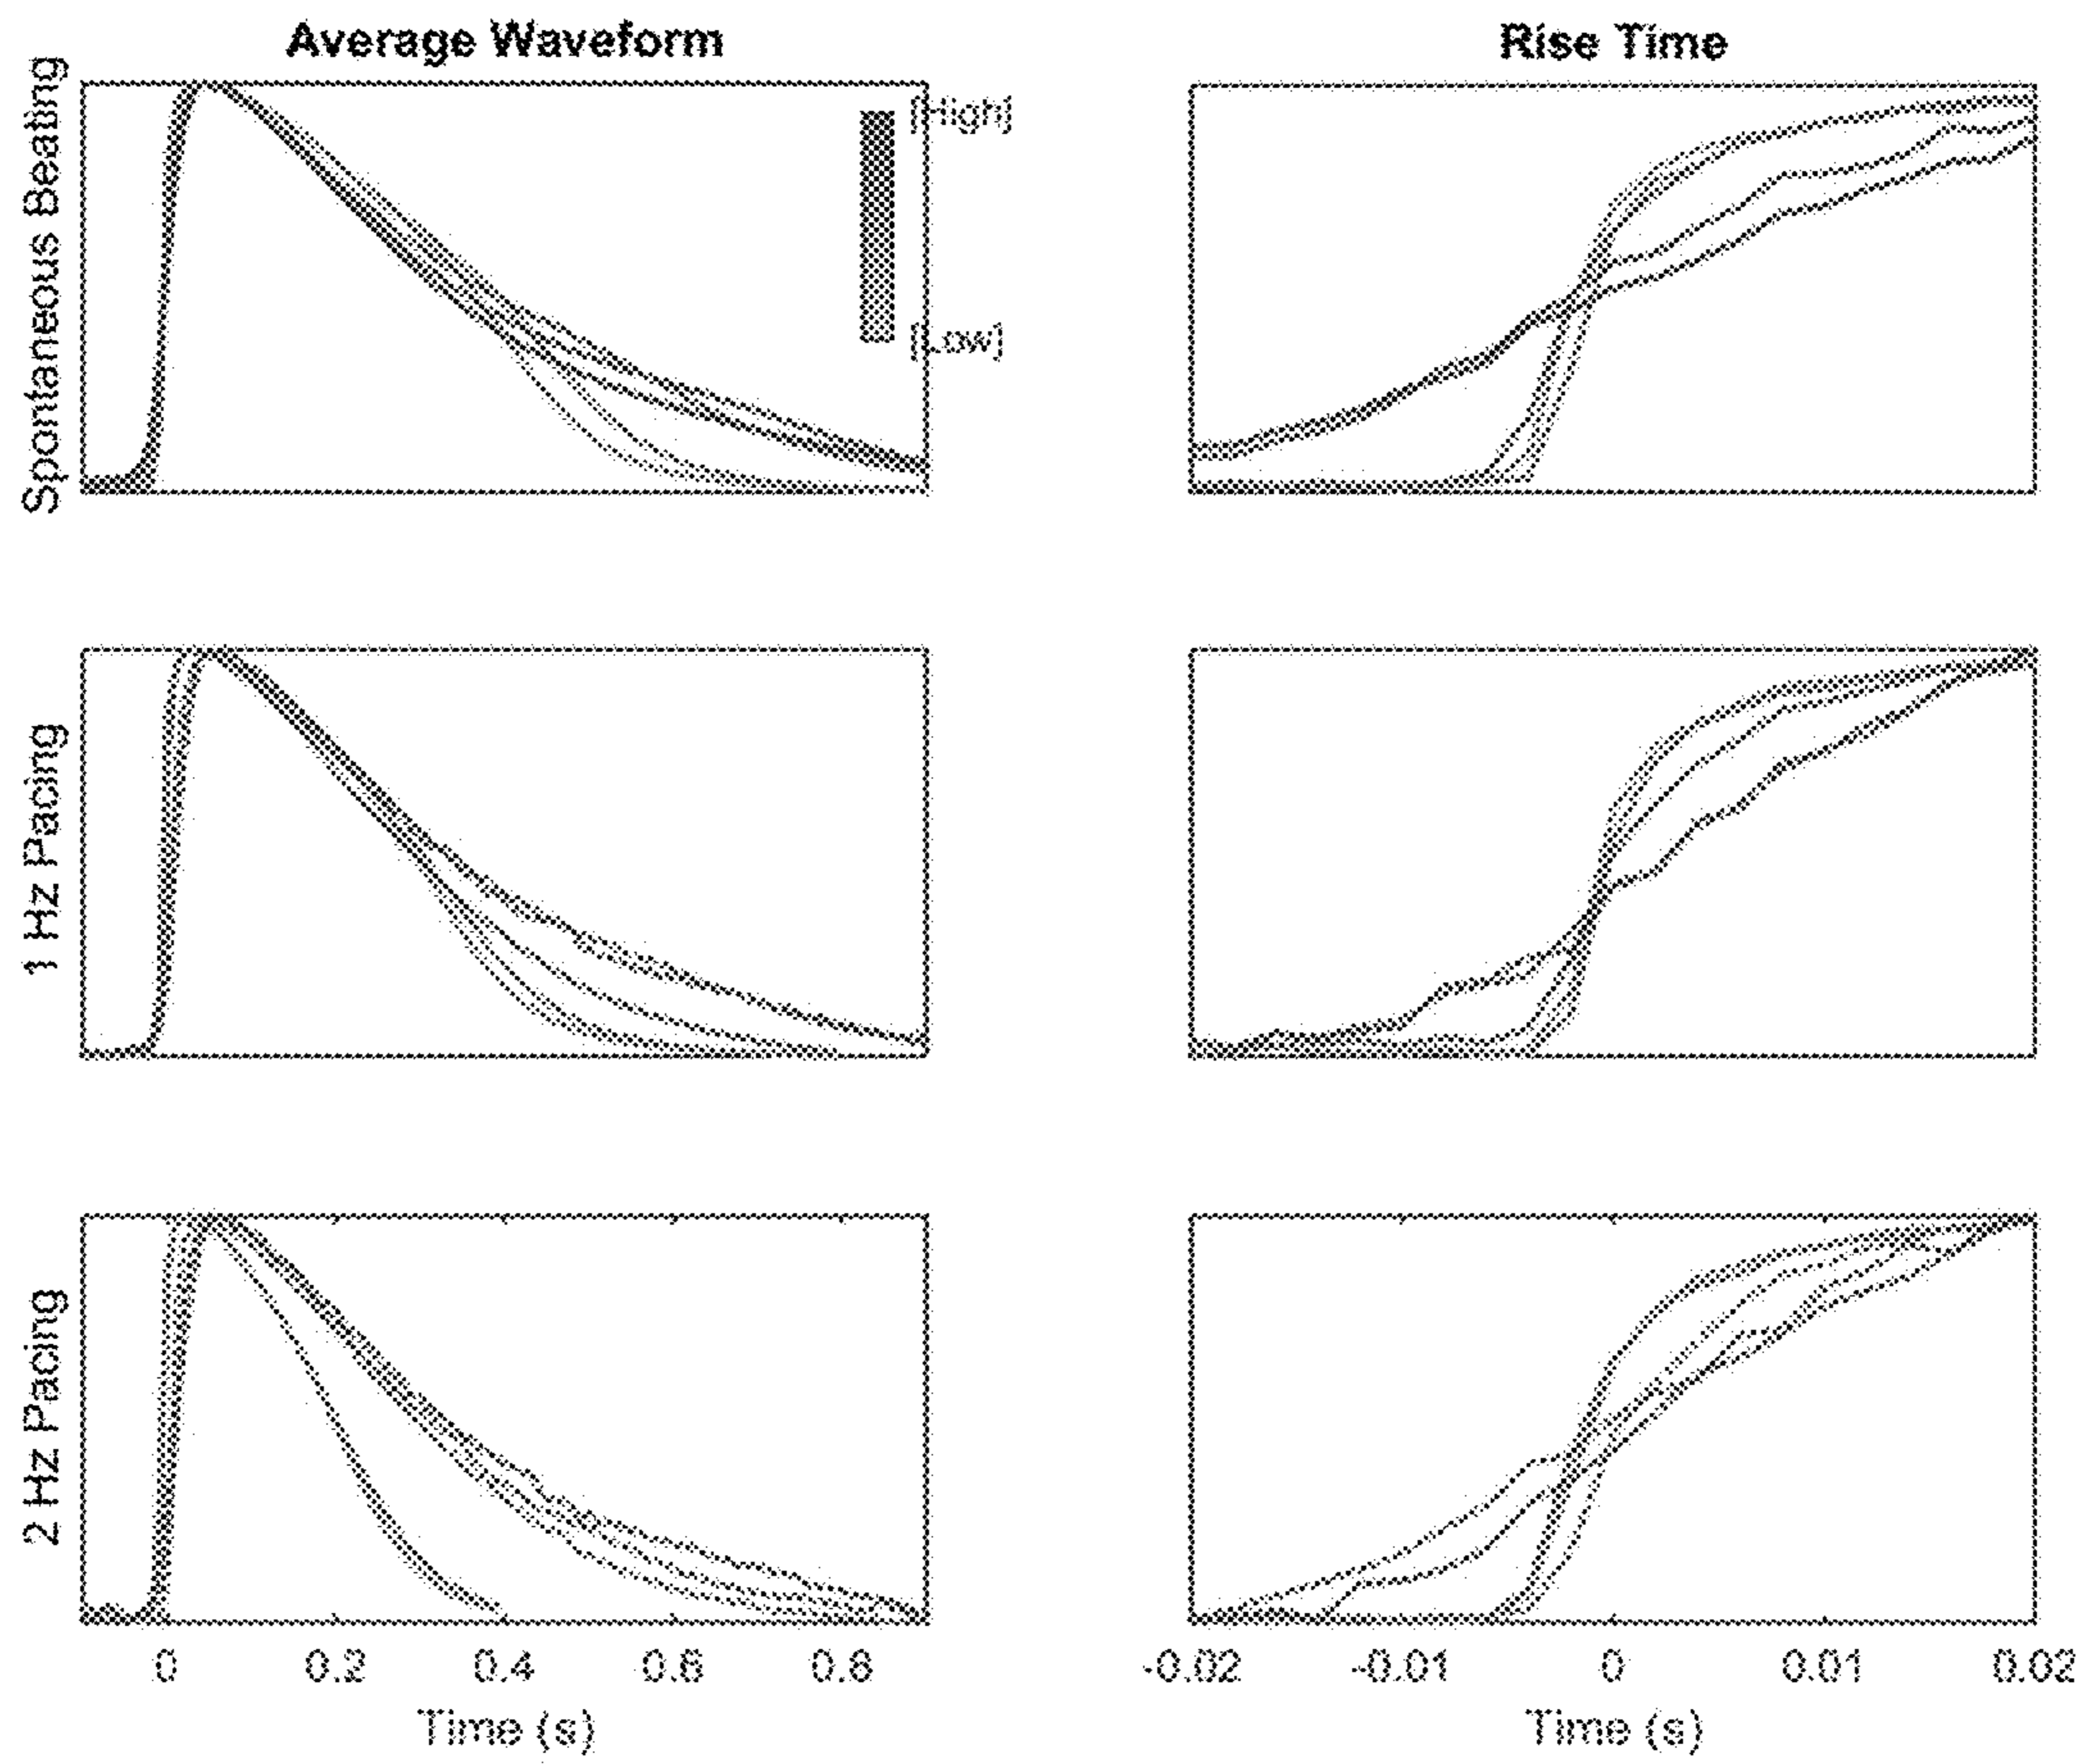 Average Waveform
Rise Time
Spontaneous Beating
[High]
[Low]
1 Hz Pacing
2 Hz Pacing
0 0.2 0.4 0.6 0.8
-0.02 -0.01 0 0.01 0.02
Time (s)
Time (s)